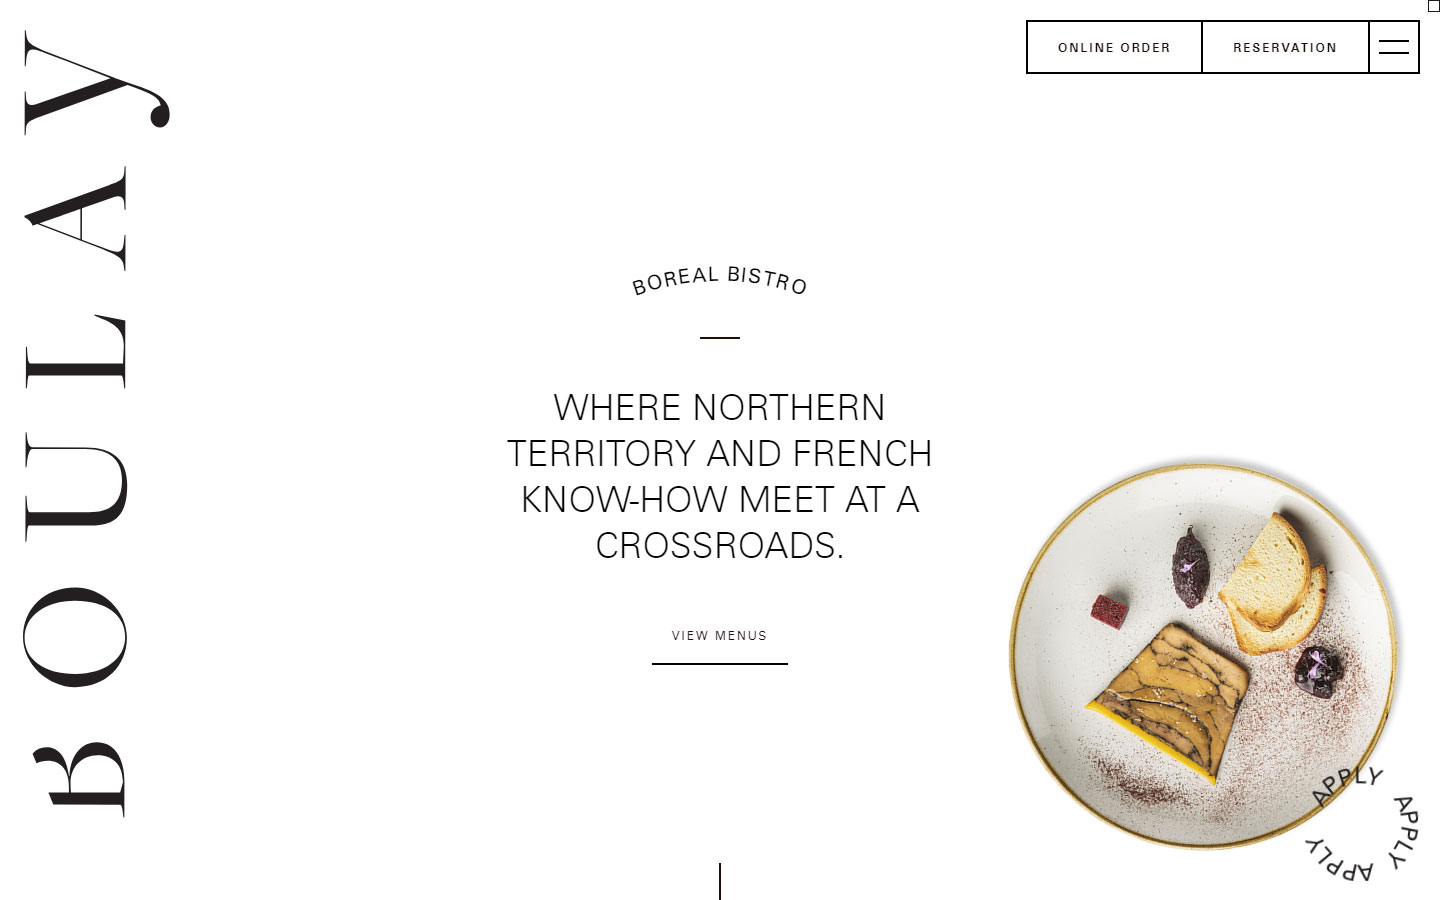 BOULAY
ONLINE ORDER
RESERVATION
BOREAL BISTRO
WHERE NORTHERN
TERRITORY AND FRENCH
KNOW-HOW MEET AT A
CROSSROADS.
VIEW MENUS
APPLY APPLY APPLY APPLY